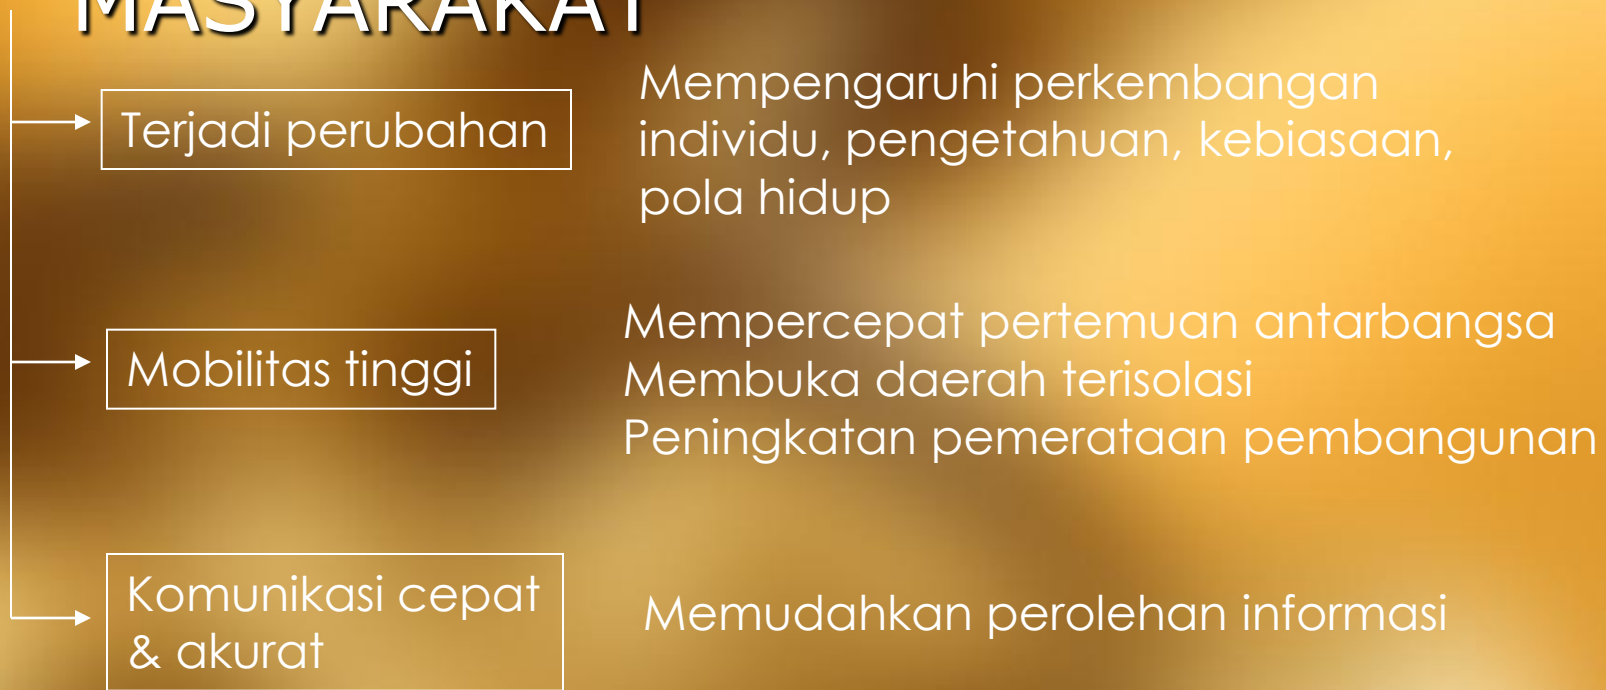 MASYARAKAT
Terjadi perubahan
Mempengaruhi perkembangan
individu, pengetahuan, kebiasaan,
pola hidup
Mobilitas tinggi
Mempercepat pertemuan antarbangsa
Membuka daerah terisolasi
Peningkatan pemerataan pembangunan
Komunikasi cepat
& akurat
Memudahkan perolehan informasi